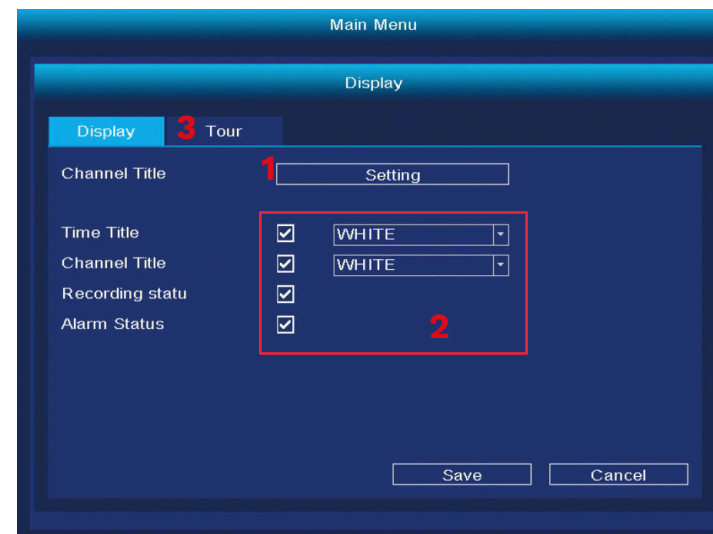 Main Menu
Display
Display 3 Tour
Channel Title 1 Setting
Time Title WHITE
Channel Title WHITE
Recording statu
Alarm Status 2
Save Cancel